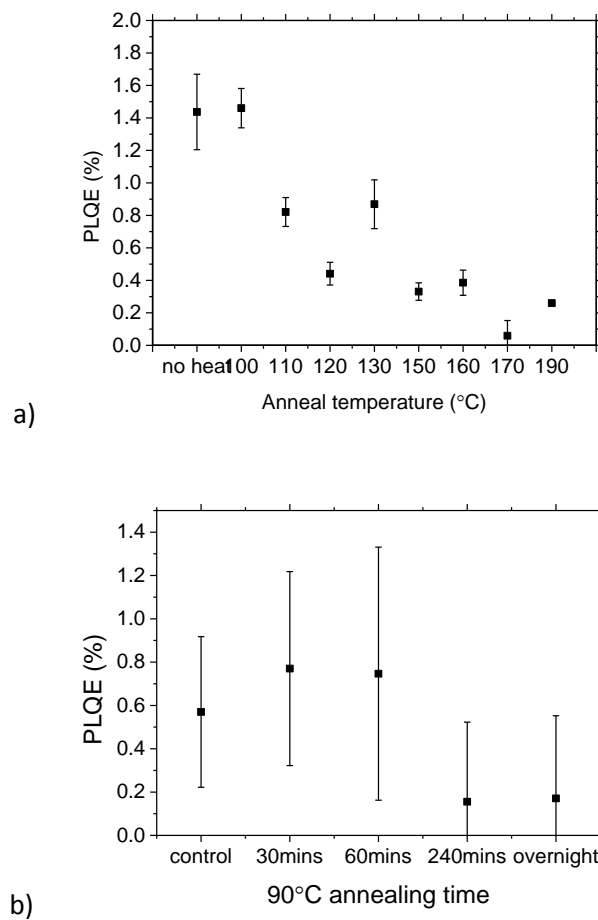 2.0
1.8
1.6
1.4
1.2
1.0
0.8
0.6
0.4
0.2
0.0
PLQE (%)
no heat 100 110 120 130 150 160 170 190
Anneal temperature (°C)
a)
1.4
1.2
1.0
0.8
0.6
0.4
0.2
0.0
PLQE (%)
control 30mins 60mins 240mins overnight
90°C annealing time
b)